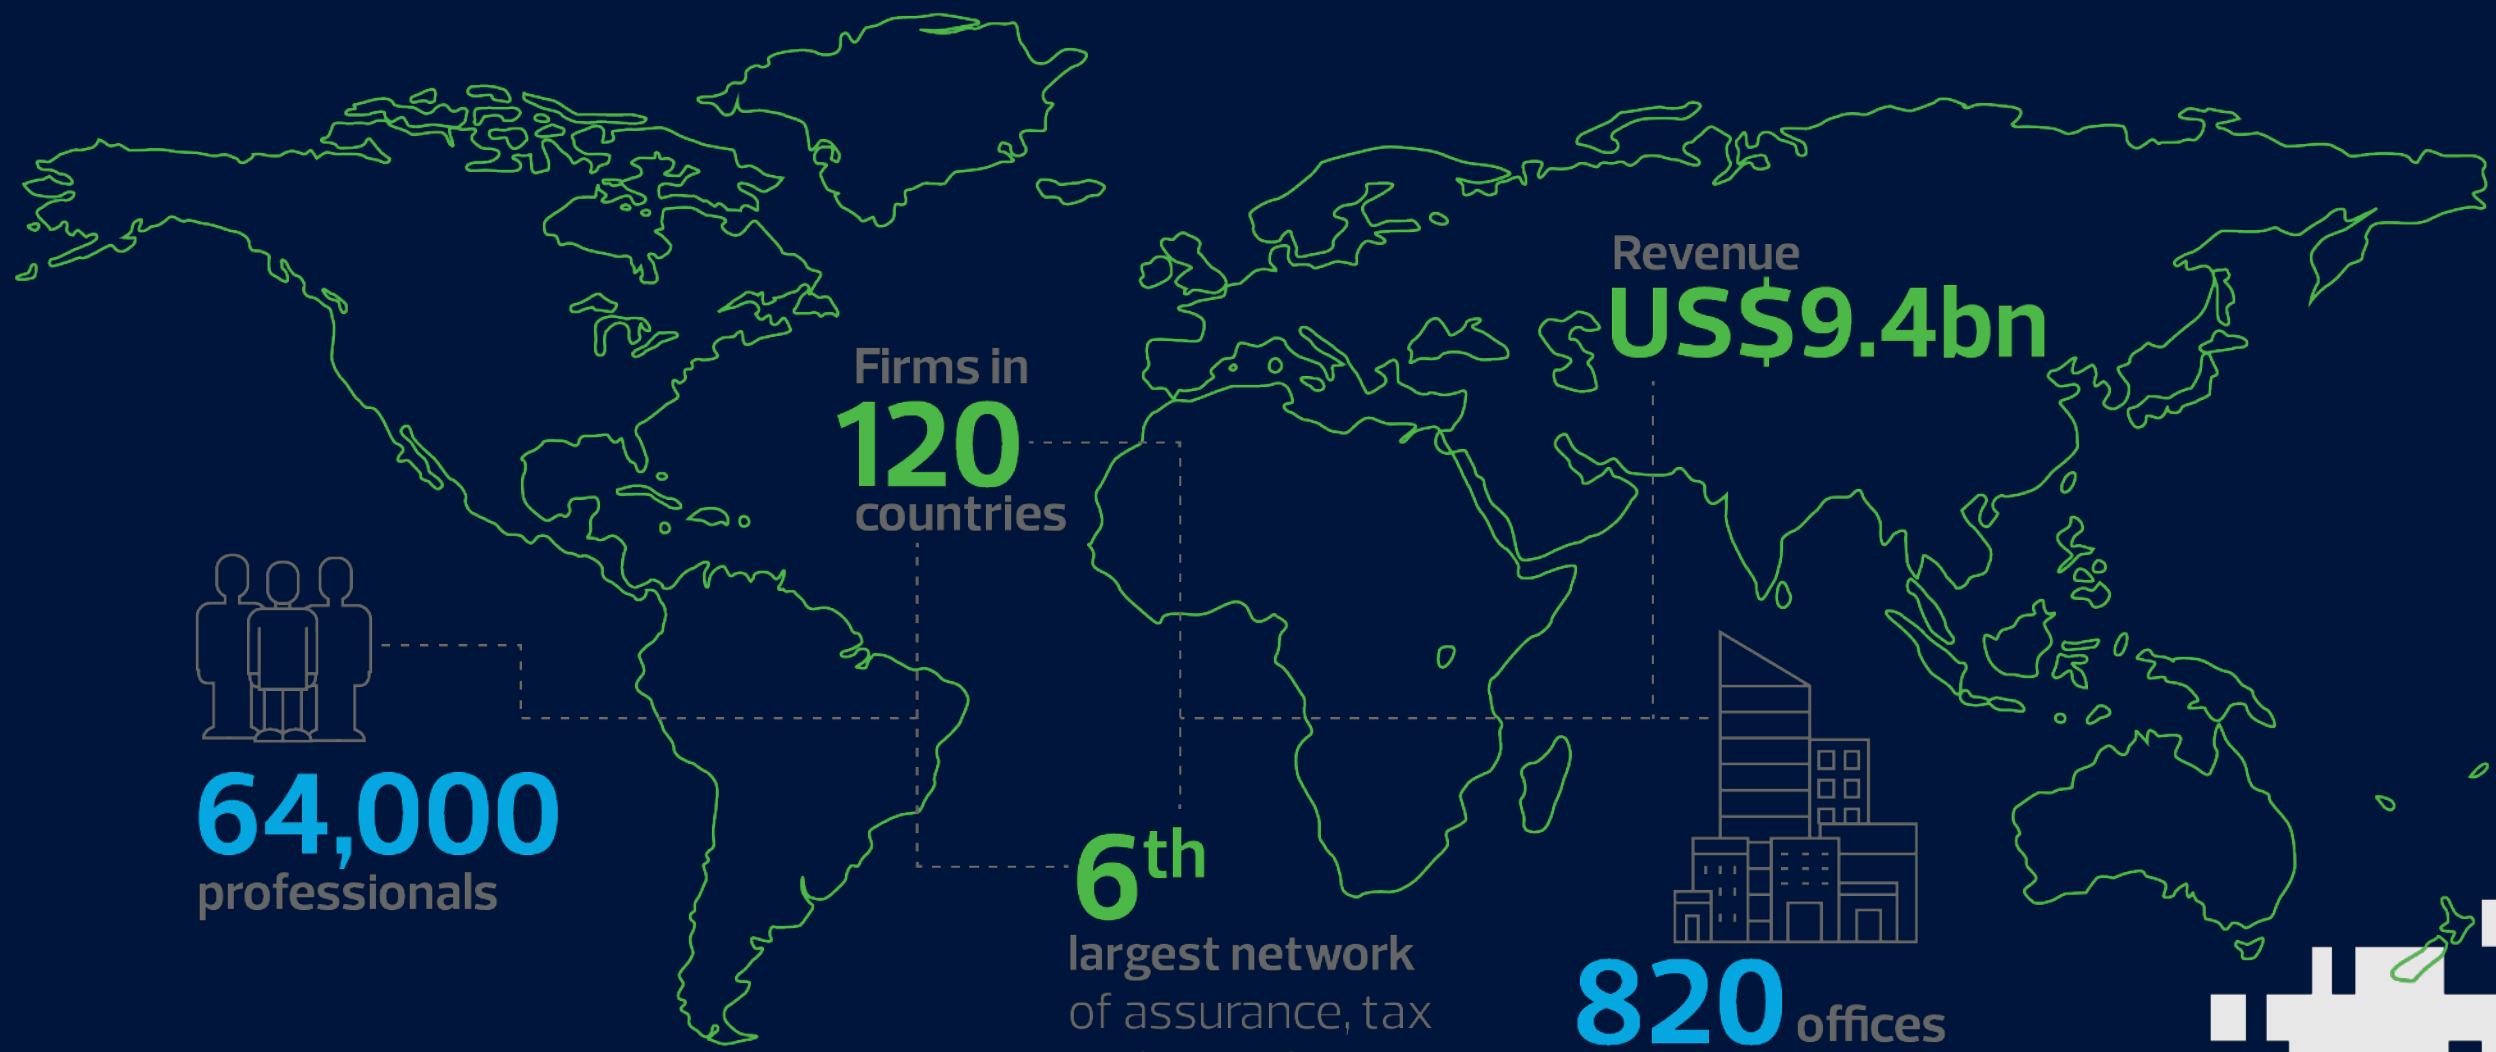 Revenue
US$9.4bn
Firms in
120
countries
64,000
professionals
6th
largest network
of assurance, tax
820 offices